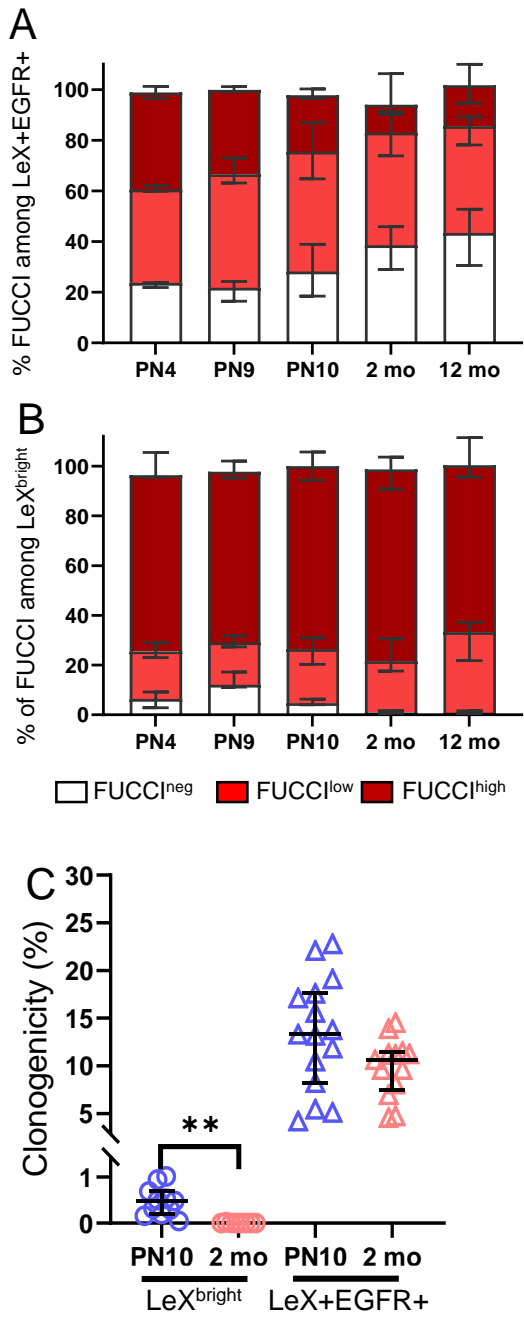 A
% FUCCI among LeX+EGFR+
100
80
60
40
20
0
PN4 PN9 PN10 2 mo 12 mo
B
% of FUCCI among LeXbright
100
80
60
40
20
0
PN4 PN9 PN10 2 mo 12 mo
FUCCIneg FUCCIlow FUCCIhigh
C
Clonogenicity (%)
30
25
20
15
10
5
1
0
**
PN10 2 mo PN10 2 mo
LeXbright LeX+EGFR+